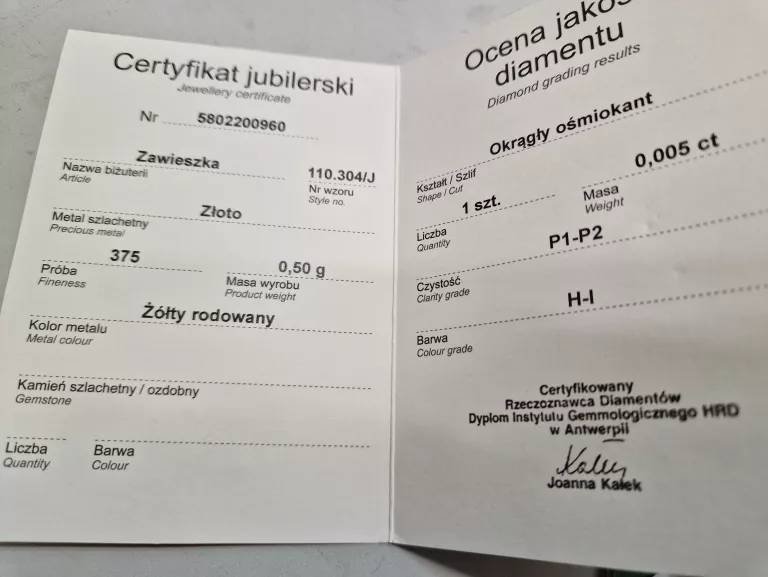 Certyfikat jubilerski
Jewellery certificate
Nr 5802200960
Zawieszka
Nazwa biżuterii
Article
110.304/J
Nr wzoru
Style no.
Złoto
Metal szlachetny
Precious metal
375
Próba
Fineness
0,50 g
Masa wyrobu
Product weight
Żółty rodowany
Kolor metalu
Metal colour
Kamień szlachetny / ozdobny
Gemstone
Liczba
Quantity
Barwa
Colour
Ocena jakoś
diamentu
Diamond grading results
Okrągły ośmiokant
Kształt / Szlif
Shape / Cut
1 szt.
Liczba
Quantity
0,005 ct
Masa
Weight
P1-P2
Czystość
Clarity grade
H-I
Barwa
Colour grade
Certyfikowany
Rzeczoznawca Diamentów
Dyplom Instytutu Gemmologicznego HRD
w Antwerpii
Joanna Kałek